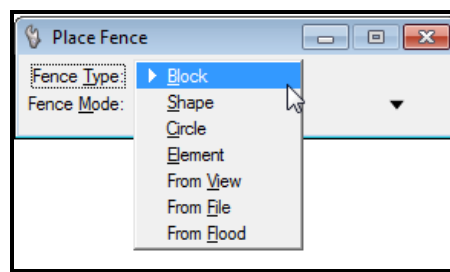 Place Fence
Fence Type: Block
Fence Mode: Shape
Circle
Element
From View
From File
From Flood